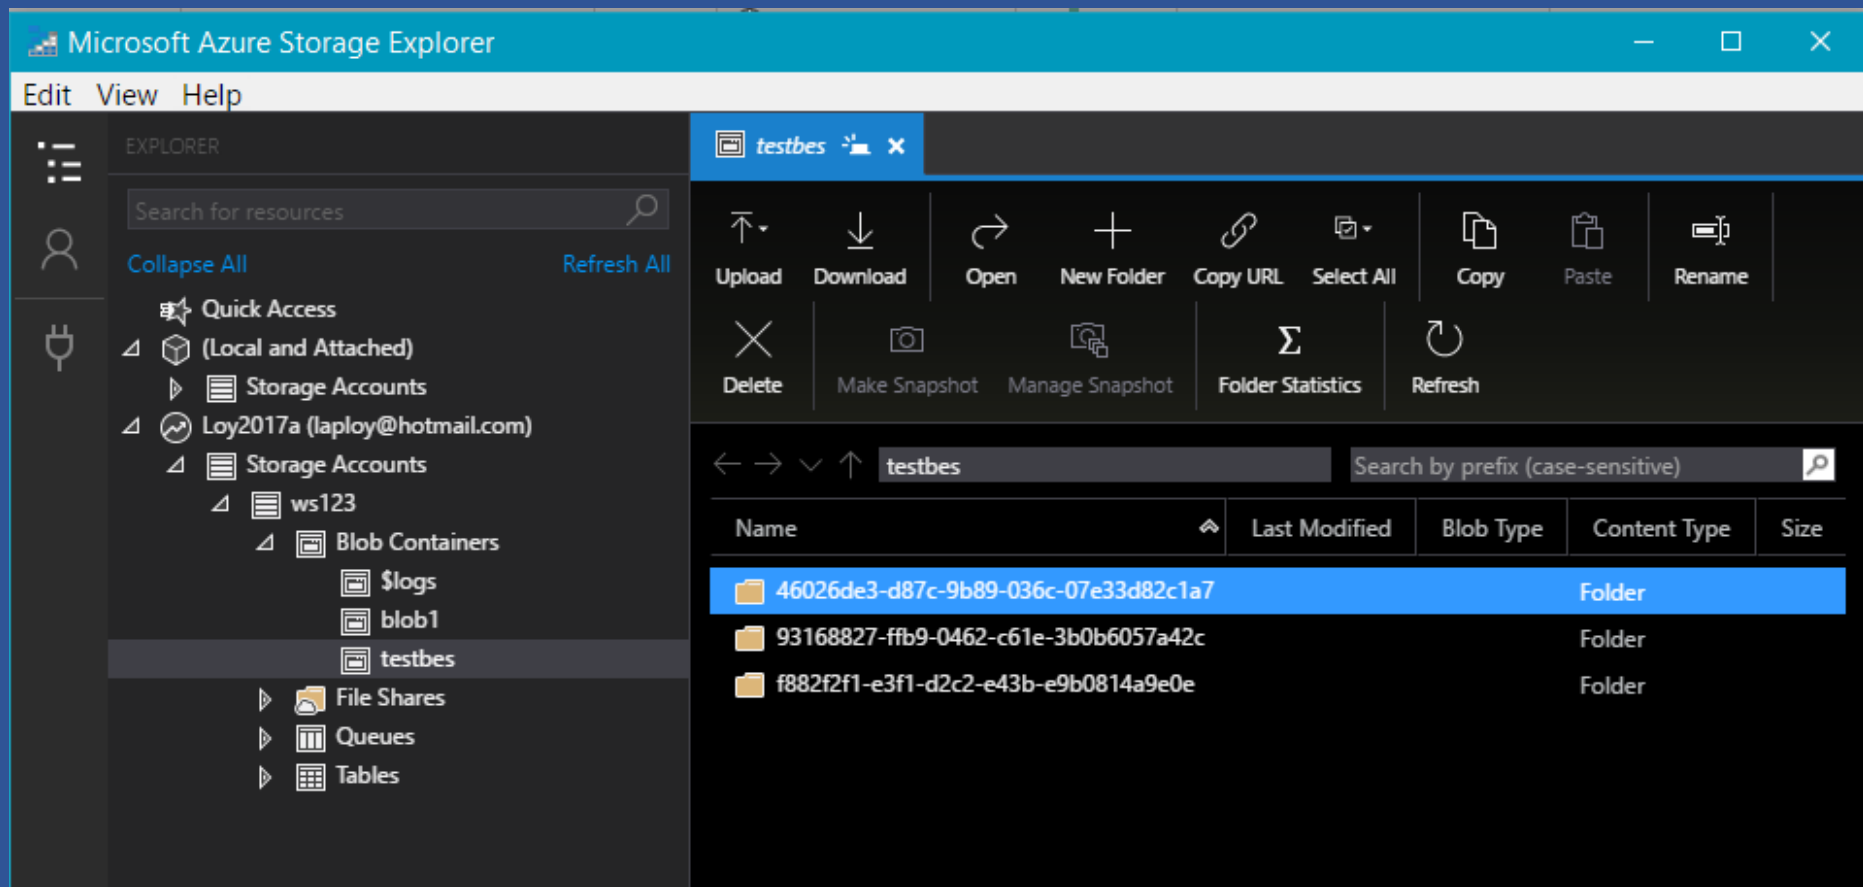 Microsoft Azure Storage Explorer
Edit View Help
EXPLORER
Search for resources
Collapse All Refresh All
Quick Access
(Local and Attached)
Storage Accounts
Loy2017a (laploy@hotmail.com)
Storage Accounts
ws123
Blob Containers
$logs
blob1
testbes
File Shares
Queues
Tables
testbes
Upload Download Open New Folder Copy URL Select All Copy Paste Rename
Delete Make Snapshot Manage Snapshot Folder Statistics Refresh
testbes Search by prefix (case-sensitive)
Name Last Modified Blob Type Content Type Size
46026de3-d87c-9b89-036c-07e33d82c1a7 Folder
93168827-ffb9-0462-c61e-3b0b6057a42c Folder
f882f2f1-e3f1-d2c2-e43b-e9b0814a9e0e Folder